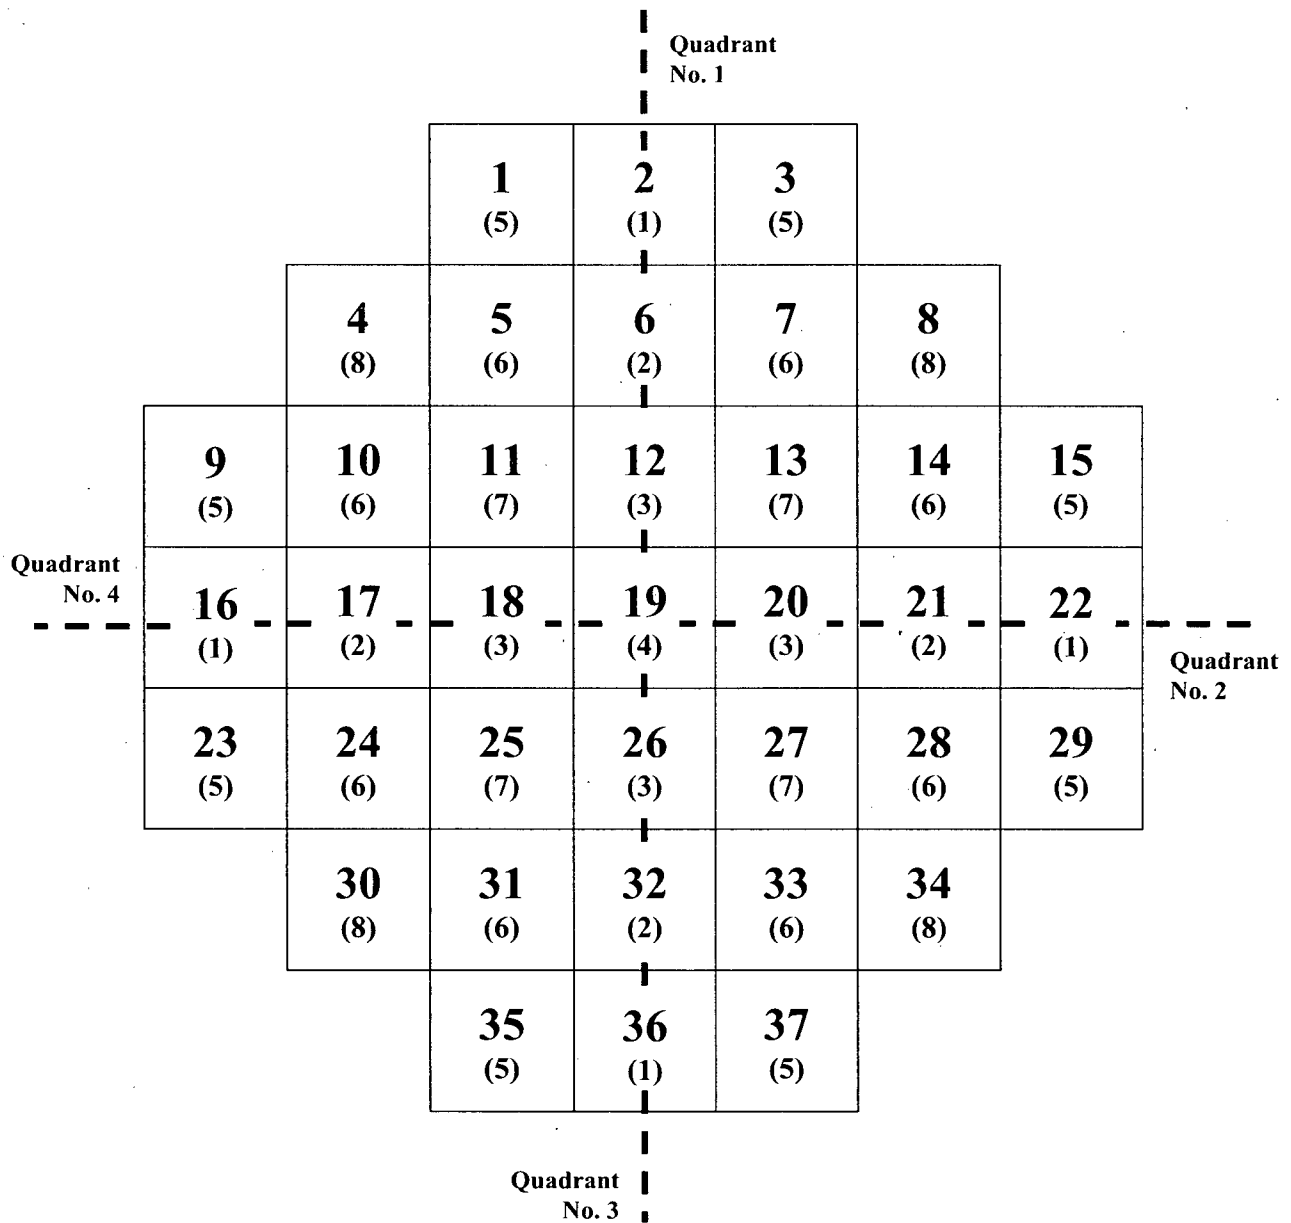 Quadrant
No. 1
1 2 3
(5) (1) (5)
4 5 6 7 8
(8) (6) (2) (6) (8)
9 10 11 12 13 14 15
(5) (6) (7) (3) (7) (6) (5)
Quadrant
No. 4
16 17 18 19 20 21 22
(1) (2) (3) (4) (3) (2) (1)
Quadrant
No. 2
23 24 25 26 27 28 29
(5) (6) (7) (3) (7) (6) (5)
30 31 32 33 34
(8) (6) (2) (6) (8)
35 36 37
(5) (1) (5)
Quadrant
No. 3